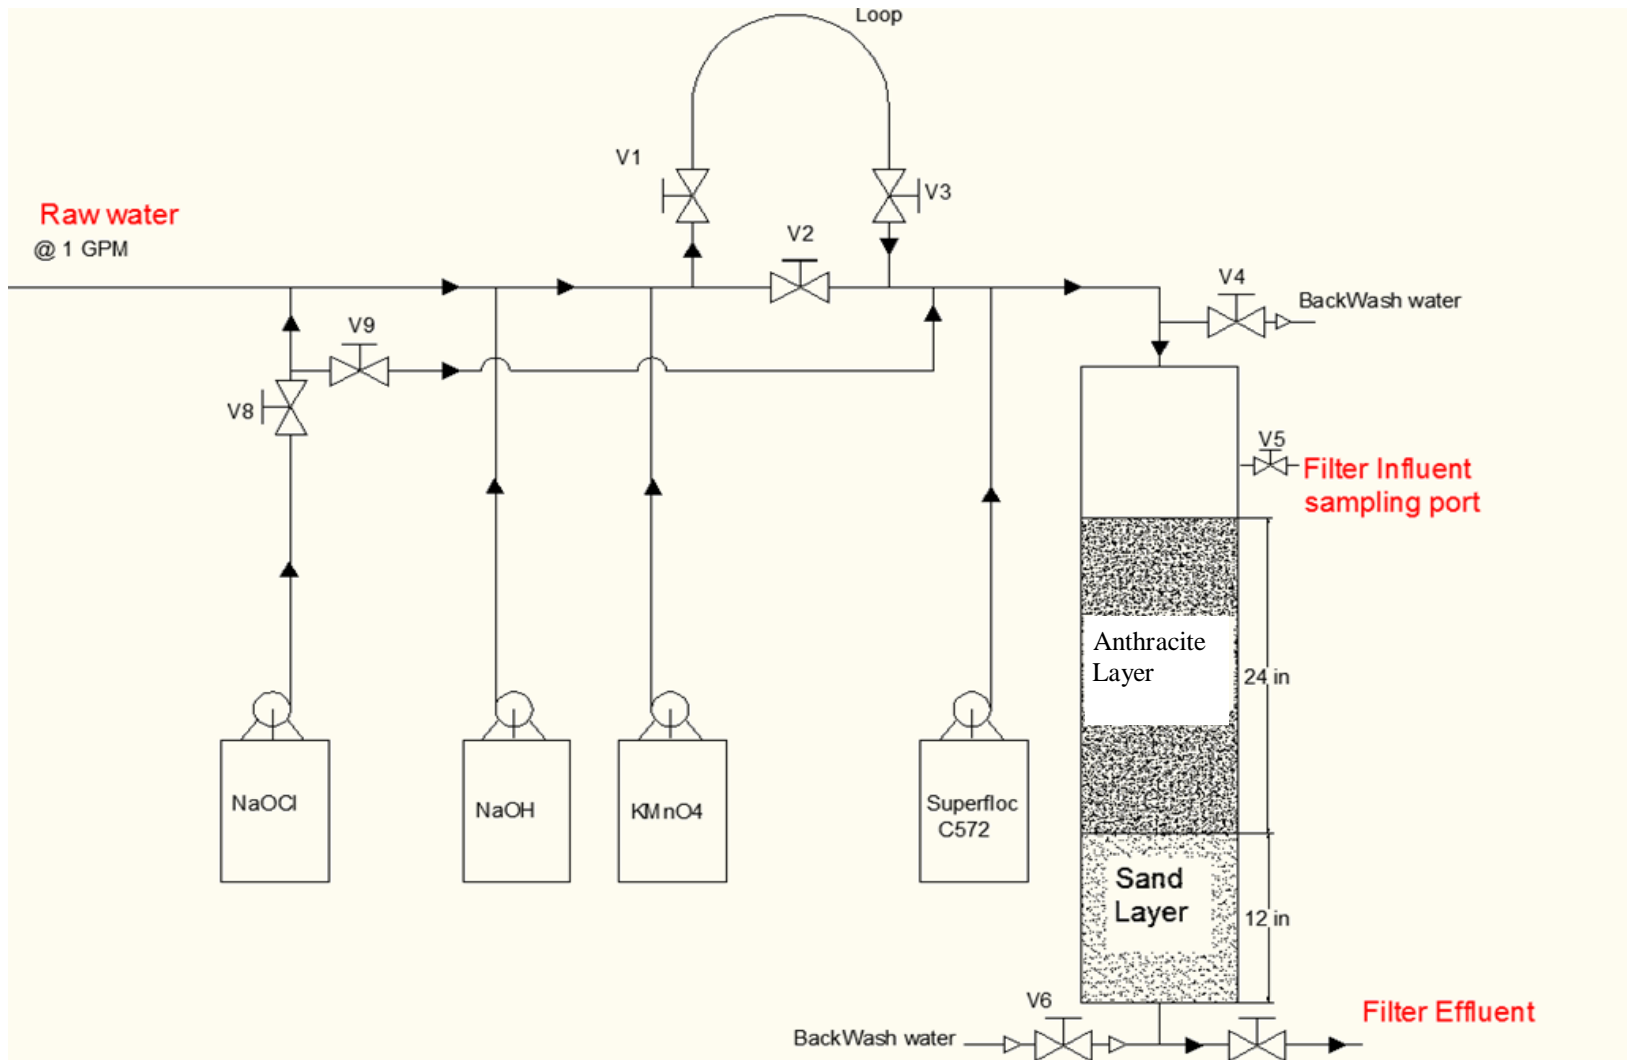 Loop
V1
V3
Raw water
@ 1 GPM
V2
V4
BackWash water
V9
V8
V5
Filter Influent
sampling port
Anthracite
Layer
24 in
NaOCl
NaOH
KMnO4
Superfloc
C572
Sand
Layer
12 in
V6
Filter Effluent
BackWash water